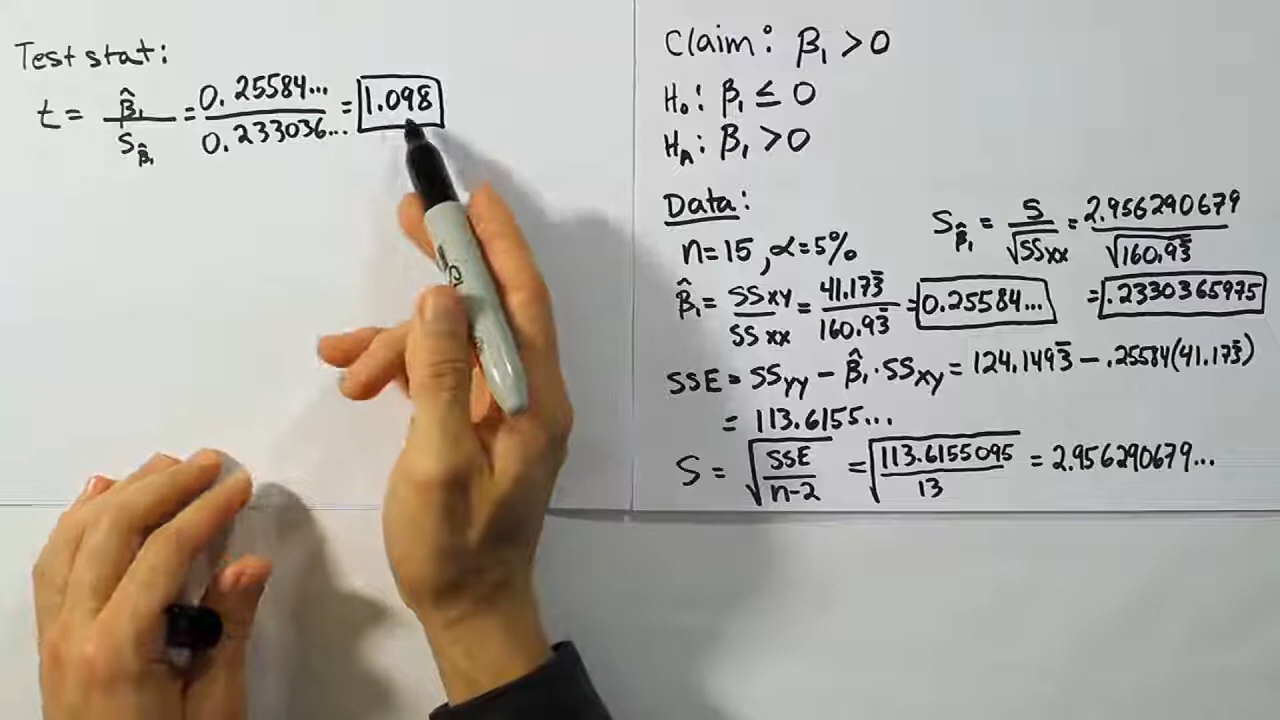 Test stat:
t = β̂₁ / S_β̂₁ = 0.25584... / 0.233036... = 1.098
Claim: β₁ > 0
H₀: β₁ ≤ 0
H_A: β₁ > 0
Data:
n=15, α=5%
S_β̂₁ = S / √SSxx = 2.956290679 / √160.93̅
= .2330365975
β̂₁ = SSxy / SSxx = 41.173̅ / 160.93̅ = 0.25584...
SSE = SSyy − β̂₁·SSxy = 124.1493̅ − .25584(41.173̅)
= 113.6155...
S = √(SSE / n-2) = √(113.6155095 / 13) = 2.956290679...